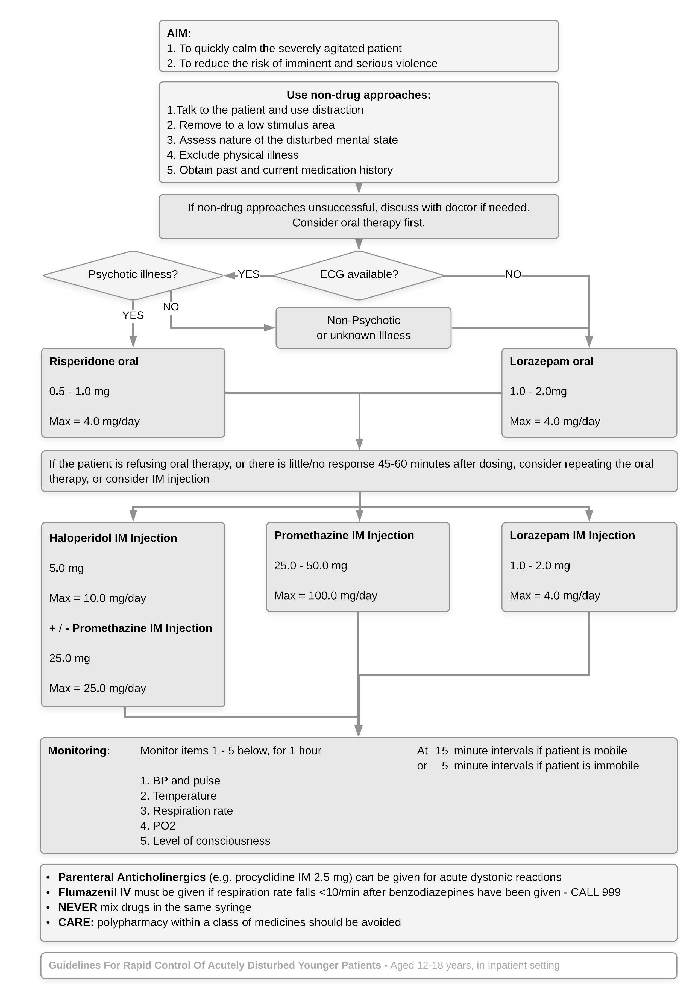 AIM:
1. To quickly calm the severely agitated patient
2. To reduce the risk of imminent and serious violence
Use non-drug approaches:
1.Talk to the patient and use distraction
2. Remove to a low stimulus area
3. Assess nature of the disturbed mental state
4. Exclude physical illness
5. Obtain past and current medication history
If non-drug approaches unsuccessful, discuss with doctor if needed.
Consider oral therapy first.
Psychotic illness?
YES
ECG available?
NO
NO
YES
Non-Psychotic
or unknown Illness
Risperidone oral
0.5 - 1.0 mg
Max = 4.0 mg/day
Lorazepam oral
1.0 - 2.0mg
Max = 4.0 mg/day
If the patient is refusing oral therapy, or there is little/no response 45-60 minutes after dosing, consider repeating the oral
therapy, or consider IM injection
Haloperidol IM Injection
5.0 mg
Max = 10.0 mg/day
+ / - Promethazine IM Injection
25.0 mg
Max = 25.0 mg/day
Promethazine IM Injection
25.0 - 50.0 mg
Max = 100.0 mg/day
Lorazepam IM Injection
1.0 - 2.0 mg
Max = 4.0 mg/day
Monitoring: Monitor items 1 - 5 below, for 1 hour At 15 minute intervals if patient is mobile
or 5 minute intervals if patient is immobile
1. BP and pulse
2. Temperature
3. Respiration rate
4. PO2
5. Level of consciousness
• Parenteral Anticholinergics (e.g. procyclidine IM 2.5 mg) can be given for acute dystonic reactions
• Flumazenil IV must be given if respiration rate falls <10/min after benzodiazepines have been given - CALL 999
• NEVER mix drugs in the same syringe
• CARE: polypharmacy within a class of medicines should be avoided
Guidelines For Rapid Control Of Acutely Disturbed Younger Patients - Aged 12-18 years, in Inpatient setting